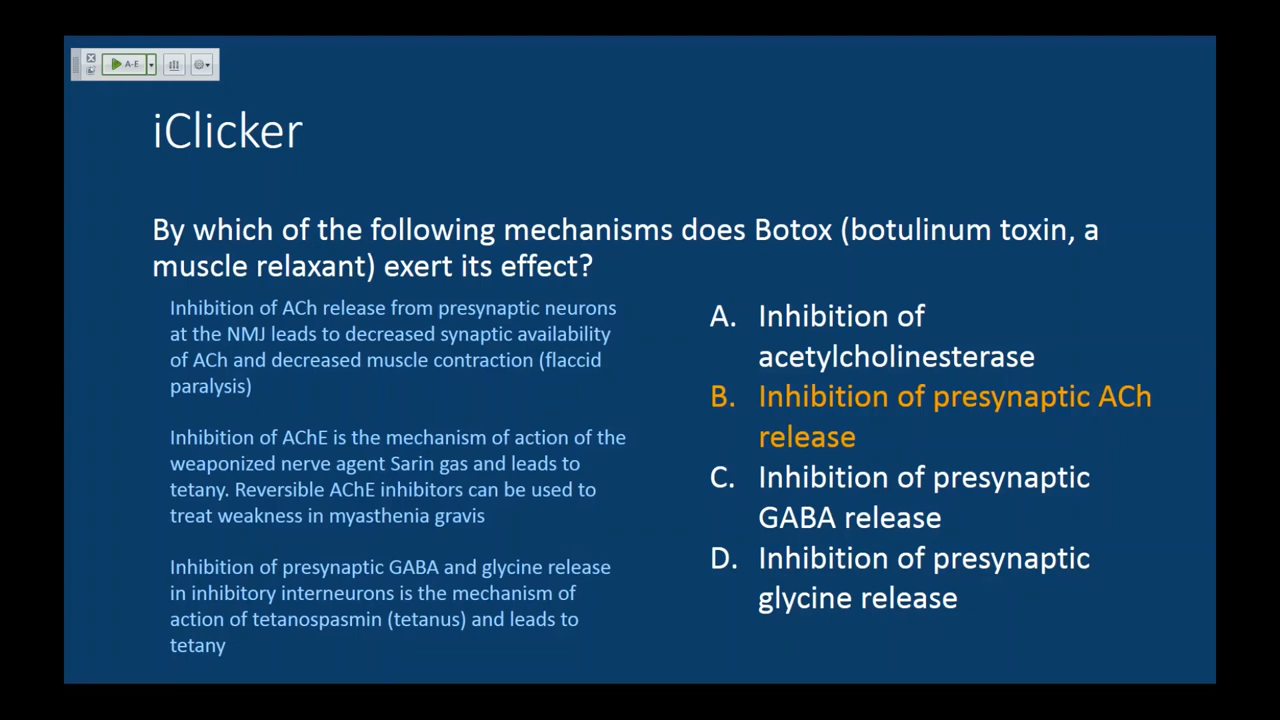 A-E
iClicker
By which of the following mechanisms does Botox (botulinum toxin, a
muscle relaxant) exert its effect?
Inhibition of ACh release from presynaptic neurons
at the NMJ leads to decreased synaptic availability
of ACh and decreased muscle contraction (flaccid
paralysis)
Inhibition of AChE is the mechanism of action of the
weaponized nerve agent Sarin gas and leads to
tetany. Reversible AChE inhibitors can be used to
treat weakness in myasthenia gravis
Inhibition of presynaptic GABA and glycine release
in inhibitory interneurons is the mechanism of
action of tetanospasmin (tetanus) and leads to
tetany
A. Inhibition of
acetylcholinesterase
B. Inhibition of presynaptic ACh
release
C. Inhibition of presynaptic
GABA release
D. Inhibition of presynaptic
glycine release